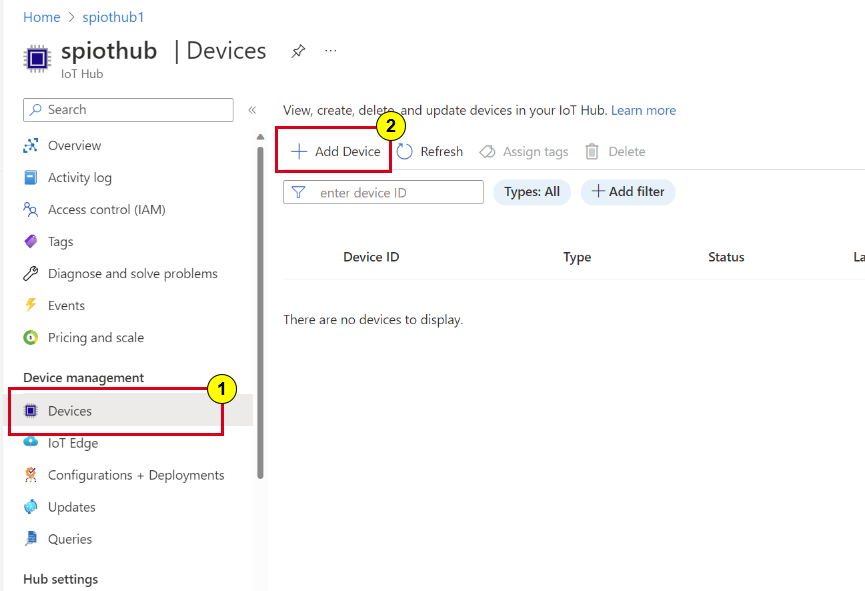 Home > spiothub1
spiothub | Devices ...
IoT Hub
Search
«
Overview
Activity log
Access control (IAM)
Tags
Diagnose and solve problems
Events
Pricing and scale
Device management
1
Devices
IoT Edge
Configurations + Deployments
Updates
Queries
Hub settings
View, create, delete, and update devices in your IoT Hub. Learn more
2
+ Add Device Refresh Assign tags Delete
enter device ID Types: All + Add filter
Device ID Type Status La
There are no devices to display.